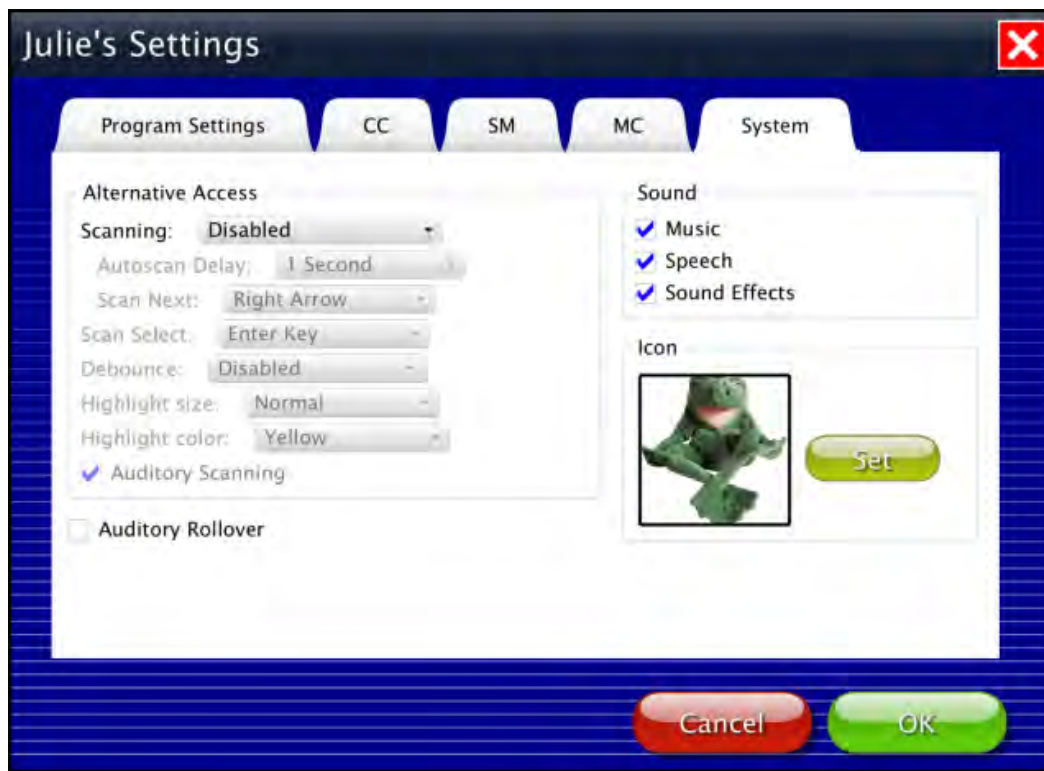 Julie's Settings
Program Settings
CC
SM
MC
System
Alternative Access
Scanning: Disabled
Autoscan Delay: 1 Second
Scan Next: Right Arrow
Scan Select: Enter Key
Debounce: Disabled
Highlight size: Normal
Highlight color: Yellow
Auditory Scanning
Auditory Rollover
Sound
Music
Speech
Sound Effects
Icon
Set
Cancel
OK